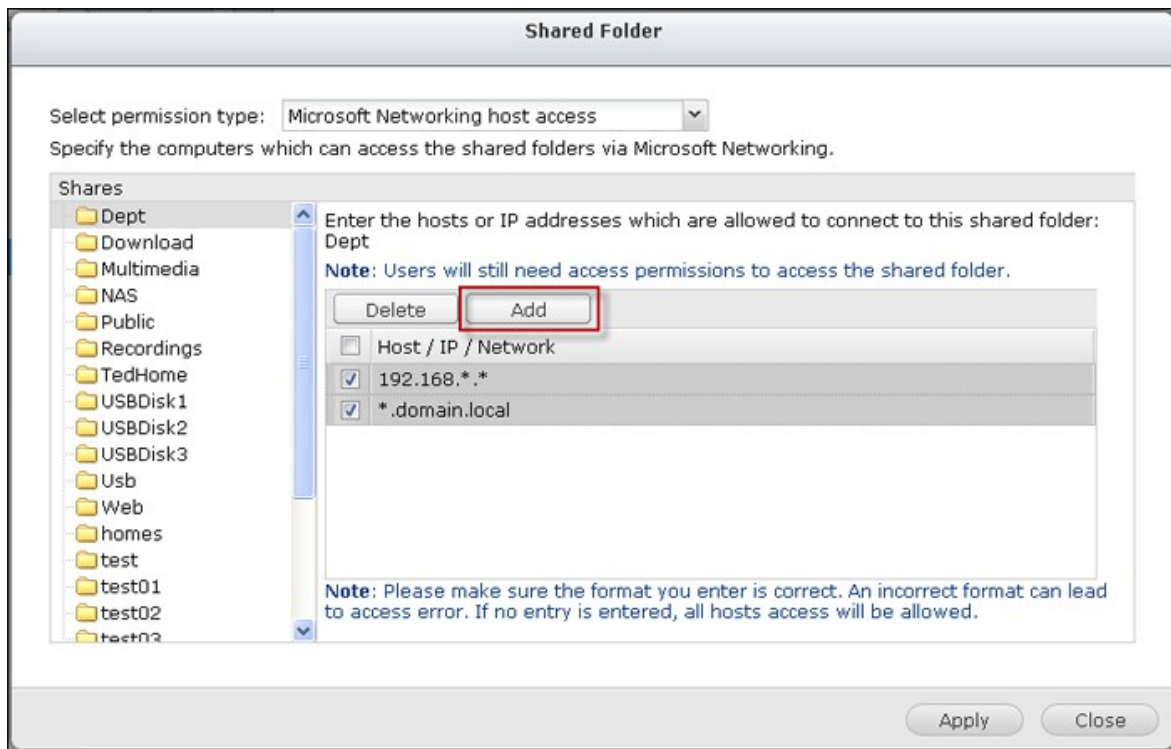 Shared Folder
Select permission type: Microsoft Networking host access
Specify the computers which can access the shared folders via Microsoft Networking.
Shares
Dept
Download
Multimedia
NAS
Public
Recordings
TedHome
USBDisk1
USBDisk2
USBDisk3
Usb
Web
homes
test
test01
test02
test03
Enter the hosts or IP addresses which are allowed to connect to this shared folder:
Dept
Note: Users will still need access permissions to access the shared folder.
Delete Add
Host / IP / Network
192.168.*.*
*.domain.local
Note: Please make sure the format you enter is correct. An incorrect format can lead
to access error. If no entry is entered, all hosts access will be allowed.
Apply Close